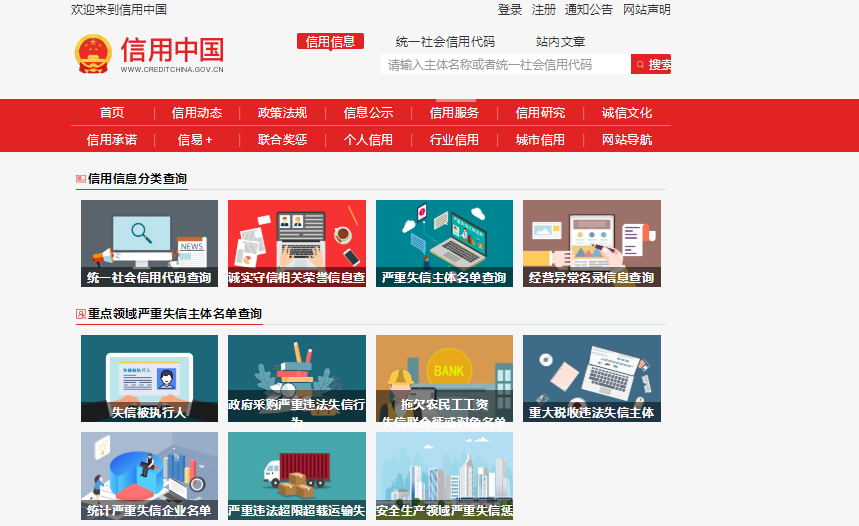 欢迎来到信用中国
登录 注册 通知公告 网站声明
信用中国
WWW.CREDITCHINA.GOV.CN
信用信息 统一社会信用代码 站内文章
请输入主体名称或者统一社会信用代码 搜索
首页 信用动态 政策法规 信息公示 信用服务 信用研究 诚信文化
信用承诺 信易+ 联合奖惩 个人信用 行业信用 城市信用 网站导航
信用信息分类查询
NEWS
统一社会信用代码查询 诚实守信相关荣誉信息查 严重失信主体名单查询 经营异常名录信息查询
重点领域严重失信主体名单查询
失信被执行人
BANK
失信被执行人
政府采购严重违法失信行为
拖欠农民工工资
重大税收违法失信主体
统计严重失信企业名单 严重违法超限超载运输失 安全生产领域严重失信惩